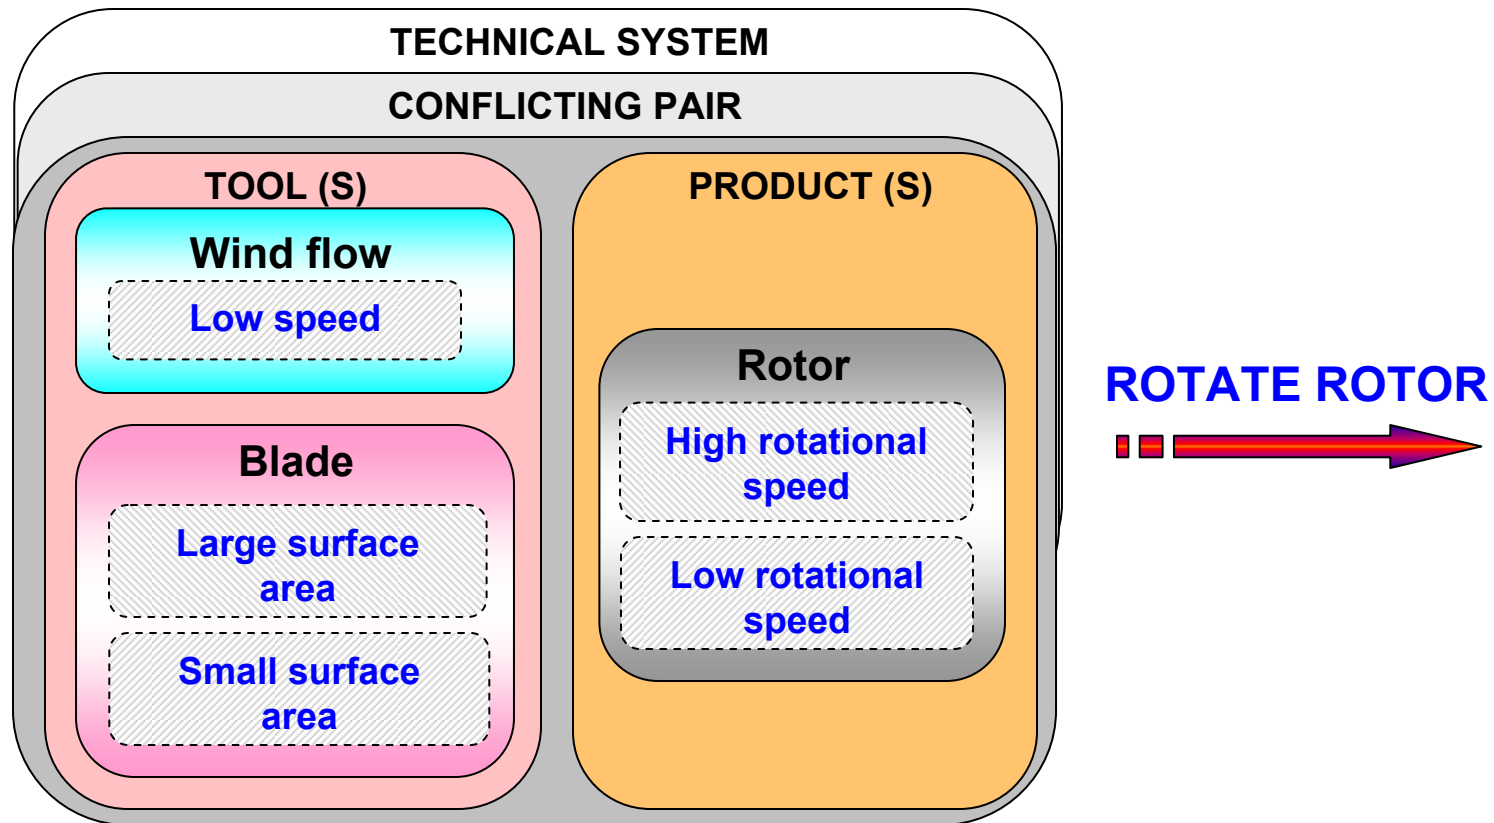 TECHNICAL SYSTEM
CONFLICTING PAIR
TOOL (S)
Wind flow
Low speed
Blade
Large surface
area
Small surface
area
PRODUCT (S)
Rotor
High rotational
speed
Low rotational
speed
ROTATE ROTOR